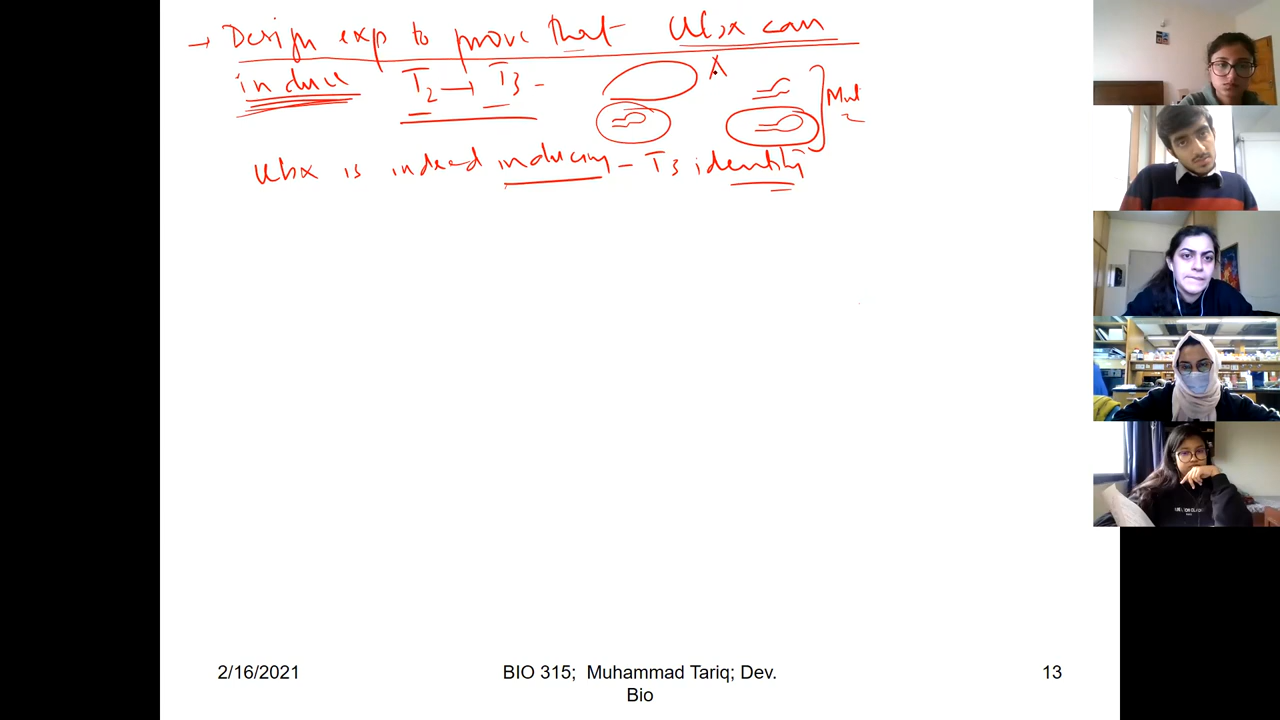 → Design exp to prove that Ubx can
induce T2 → T3 -
X
Mut
2
Ubx is indeed inducing - T3 identity
2/16/2021
BIO 315; Muhammad Tariq; Dev.
Bio
13